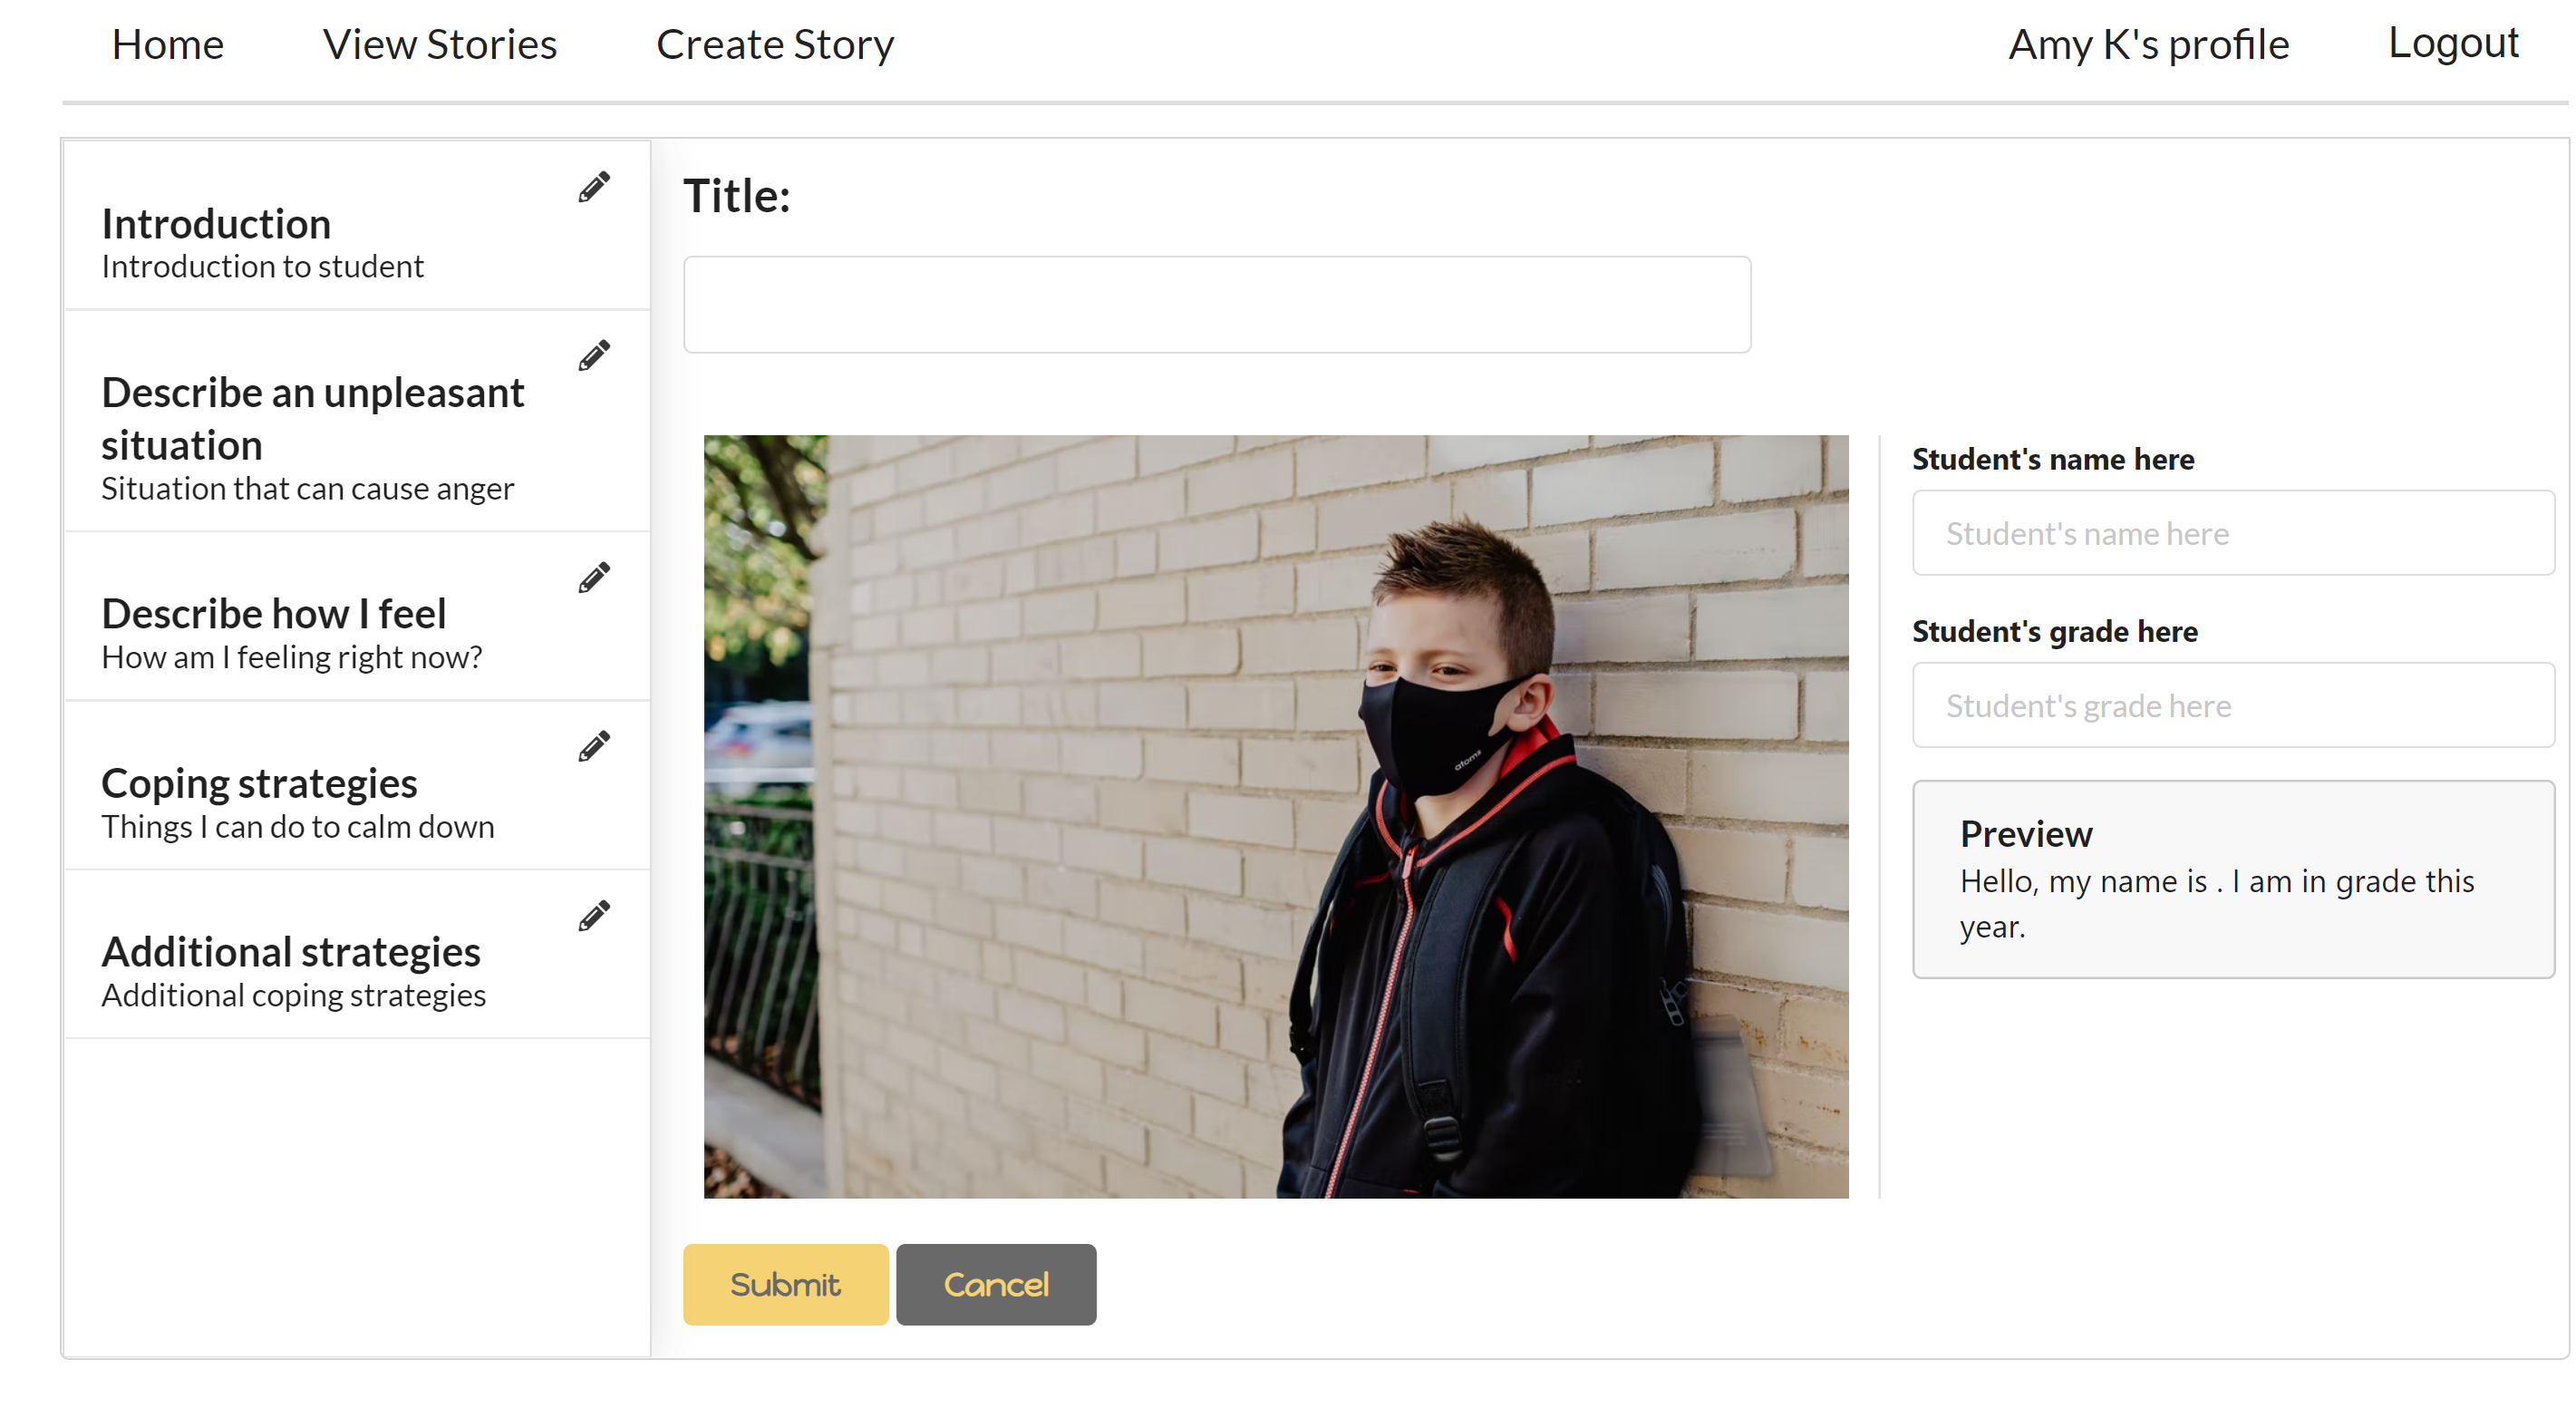 Home View Stories Create Story Amy K's profile Logout
Introduction
Introduction to student
Describe an unpleasant
situation
Situation that can cause anger
Describe how I feel
How am I feeling right now?
Coping strategies
Things I can do to calm down
Additional strategies
Additional coping strategies
Title:
atomx
Student's name here
Student's name here
Student's grade here
Student's grade here
Preview
Hello, my name is . I am in grade this
year.
Submit Cancel